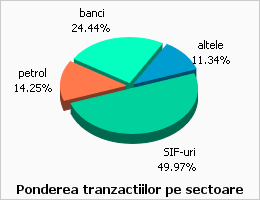 banci
24.44%
altele
11.34%
petrol
14.25%
SIF-uri
49.97%
Ponderea tranzactiilor pe sectoare